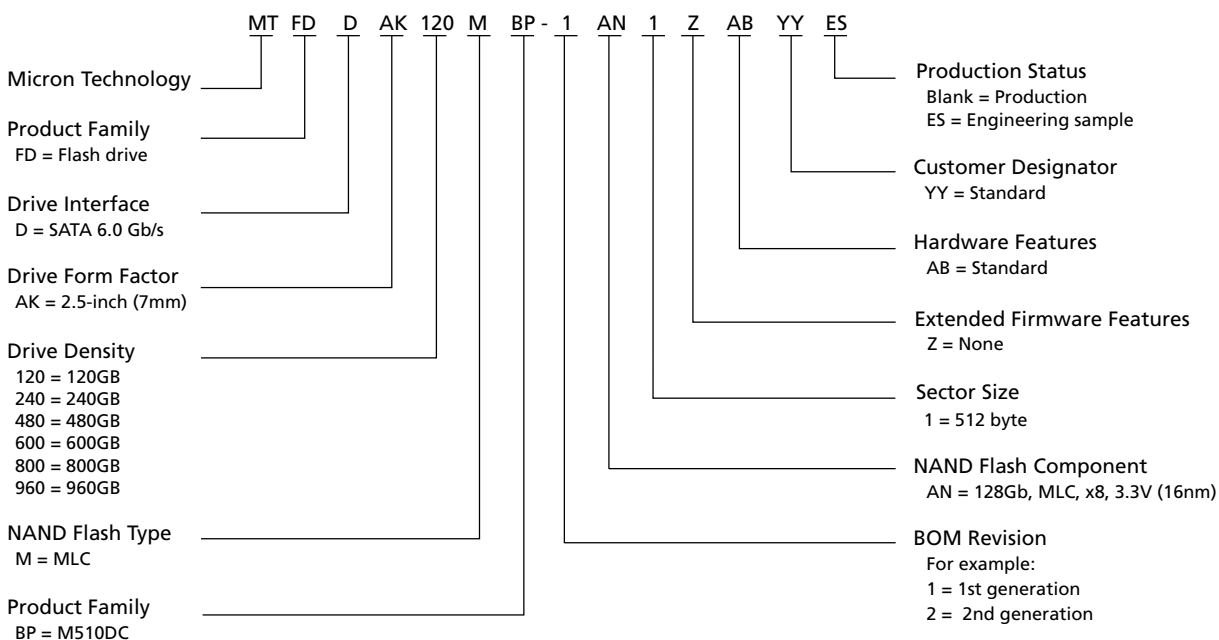 MT FD D AK 120 M BP - 1 AN 1 Z AB YY ES
Micron Technology
Product Family
FD = Flash drive
Drive Interface
D = SATA 6.0 Gb/s
Drive Form Factor
AK = 2.5-inch (7mm)
Drive Density
120 = 120GB
240 = 240GB
480 = 480GB
600 = 600GB
800 = 800GB
960 = 960GB
NAND Flash Type
M = MLC
Product Family
BP = M510DC
Production Status
Blank = Production
ES = Engineering sample
Customer Designator
YY = Standard
Hardware Features
AB = Standard
Extended Firmware Features
Z = None
Sector Size
1 = 512 byte
NAND Flash Component
AN = 128Gb, MLC, x8, 3.3V (16nm)
BOM Revision
For example:
1 = 1st generation
2 = 2nd generation